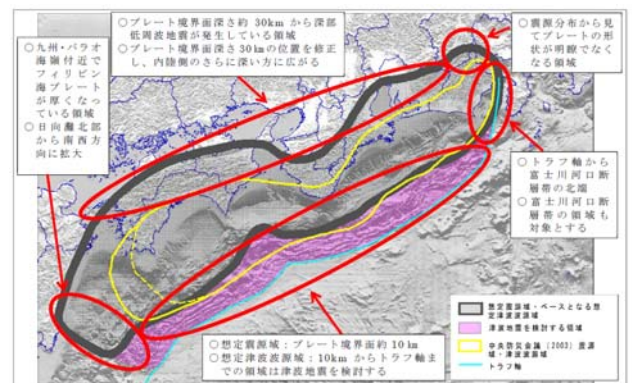 ○プレート境界面深さ約30kmから深部
低周波地震が発生している領域
○プレート境界面深さ30kmの位置を修正
し、内陸側のさらに深い方に広がる
○震源分布から見
てプレートの形
状が明瞭でなく
なる領域
○九州・パラオ
海嶺付近で
フィリピン
海プレート
が厚くなっ
ている領域
○日向灘北部
から南西方
向に拡大
○トラフ軸から
富士川河口断
層帯の北端
○富士川河口断
層帯の領域も
対象とする
○想定震源域：プレート境界面約10km
○想定津波波源域：10kmからトラフ軸ま
での領域は津波地震を検討する
想定震源域・ベースとなる想
定津波波源域
津波地震を検討する領域
中央防災会議（2003）震源
域・津波波源域
トラフ軸